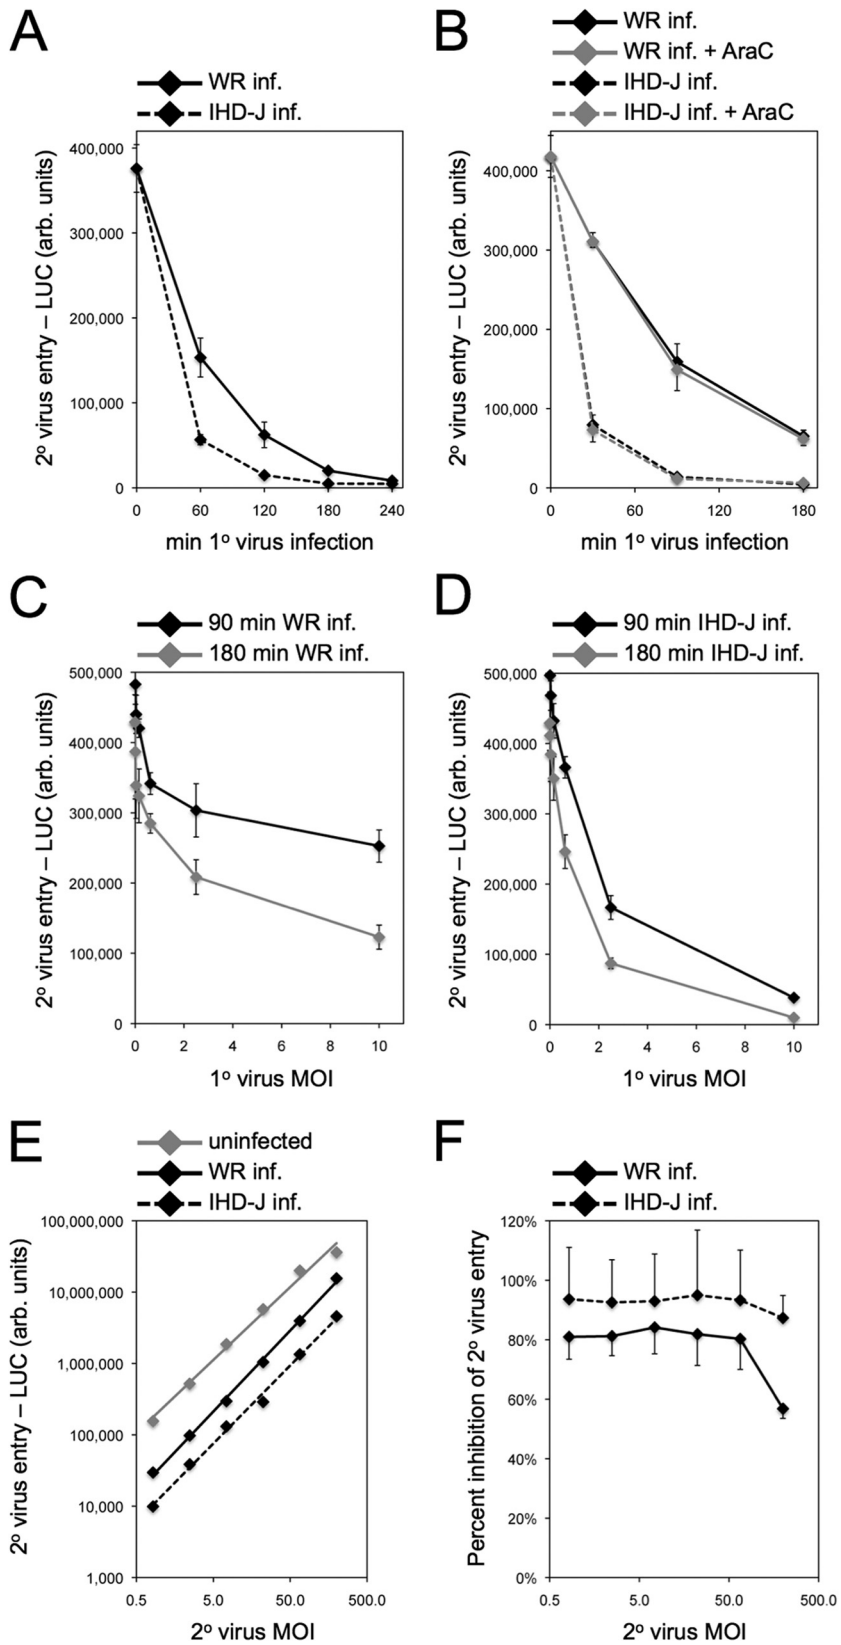 A
WR inf.
IHD-J inf.
2º virus entry – LUC (arb. units)
400,000
300,000
200,000
100,000
0
0 60 120 180 240
min 1º virus infection
B
WR inf.
WR inf. + AraC
IHD-J inf.
IHD-J inf. + AraC
2º virus entry – LUC (arb. units)
400,000
300,000
200,000
100,000
0
0 60 120 180
min 1º virus infection
C
90 min WR inf.
180 min WR inf.
2º virus entry – LUC (arb. units)
500,000
400,000
300,000
200,000
100,000
0
0 2 4 6 8 10
1º virus MOI
D
90 min IHD-J inf.
180 min IHD-J inf.
2º virus entry – LUC (arb. units)
500,000
400,000
300,000
200,000
100,000
0
0 2 4 6 8 10
1º virus MOI
E
uninfected
WR inf.
IHD-J inf.
2º virus entry – LUC (arb. units)
100,000,000
10,000,000
1,000,000
100,000
10,000
1,000
0.5 5.0 50.0 500.0
2º virus MOI
F
WR inf.
IHD-J inf.
Percent inhibition of 2º virus entry
120%
100%
80%
60%
40%
20%
0%
0.5 5.0 50.0 500.0
2º virus MOI